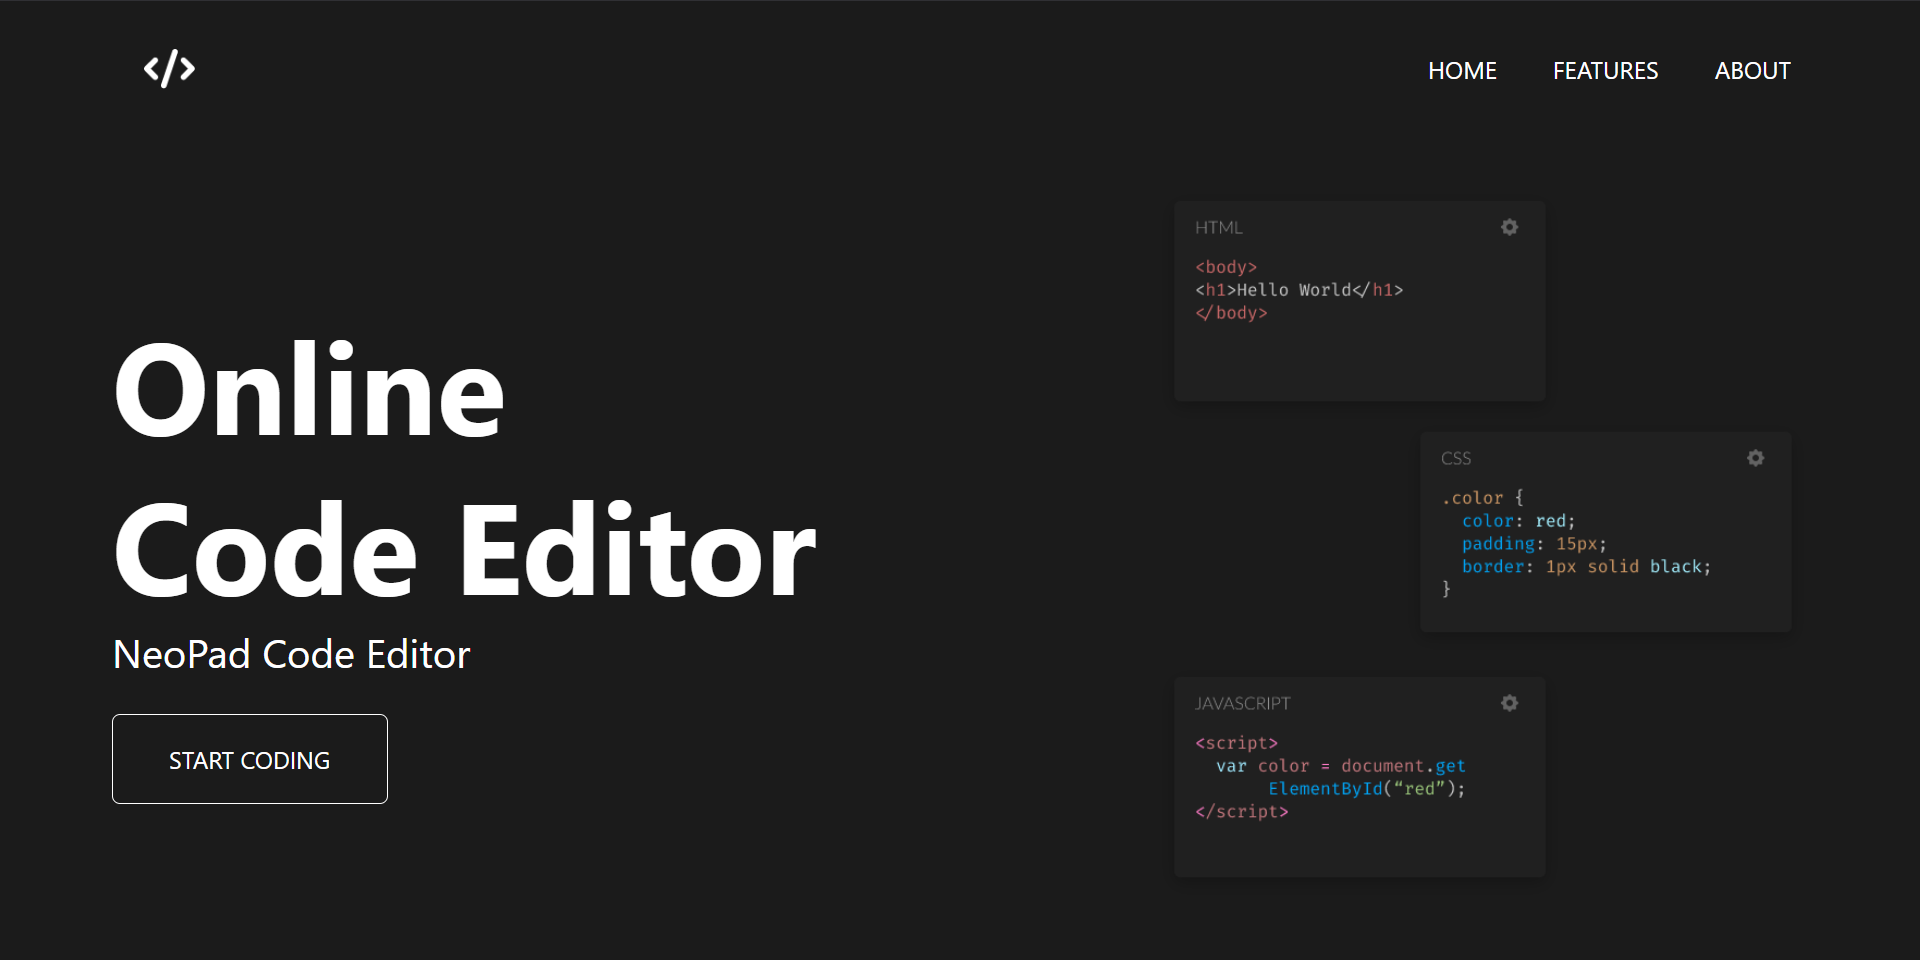 </>
HOME FEATURES ABOUT
Online
Code Editor
NeoPad Code Editor
START CODING
HTML
<body>
<h1>Hello World</h1>
</body>
CSS
.color {
  color: red;
  padding: 15px;
  border: 1px solid black;
}
JAVASCRIPT
<script>
  var color = document.get
       ElementById(“red”);
</script>